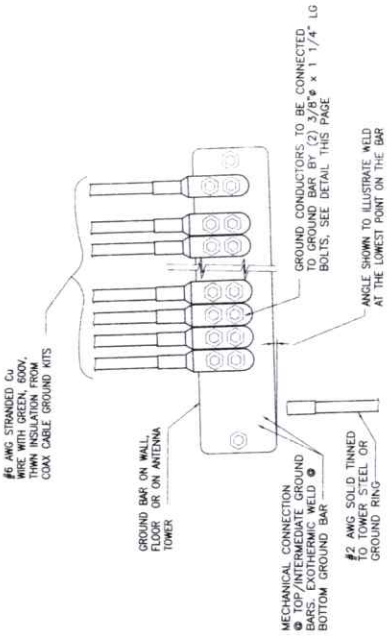 #6 AWG STRANDED Cu
WIRE WITH GREEN, 600V,
THWN INSULATION FROM
COAX CABLE GROUND KITS
GROUND BAR ON WALL,
FLOOR OR ON ANTENNA
TOWER
GROUND CONDUCTORS TO BE CONNECTED
TO GROUND BAR BY (2) 3/8"ø x 1 1/4" LG
BOLTS, SEE DETAIL THIS PAGE
ANGLE SHOWN TO ILLUSTRATE WELD
AT THE LOWEST POINT ON THE BAR
MECHANICAL CONNECTION
@ TOP/INTERMEDIATE GROUND
BARS. EXOTHERMIC WELD @
BOTTOM GROUND BAR
#2 AWG SOLID TINNED
TO TOWER STEEL OR
GROUND RING